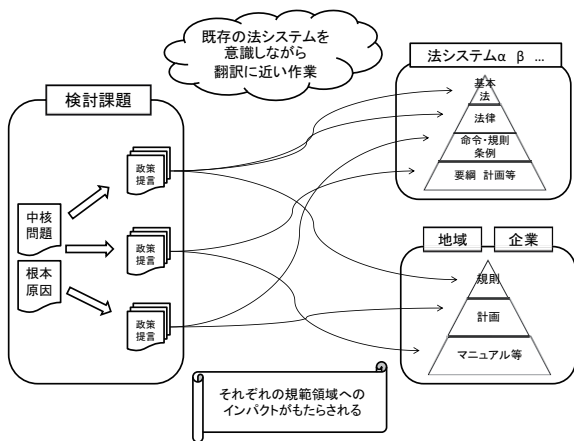 既存の法システムを
意識しながら
翻訳に近い作業
法システムα β …
検討課題
基本
法
法律
命令・規則
条例
要綱 計画等
政策
提言
中核
問題
政策
提言
根本
原因
政策
提言
地域
企業
規則
計画
マニュアル等
それぞれの規範領域への
インパクトがもたらされる